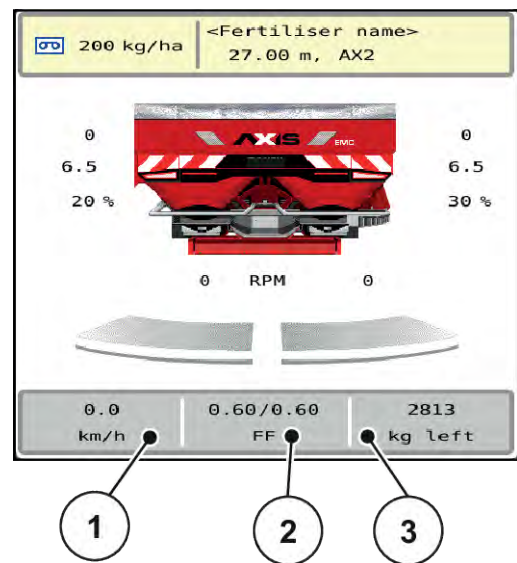 200 kg/ha
<Fertiliser name>
27.00 m, AX2
AXIS EMC
0 0
6.5 6.5
20 % 30 %
0 RPM 0
0.0 0.60/0.60 2813
km/h FF kg left
1 2 3